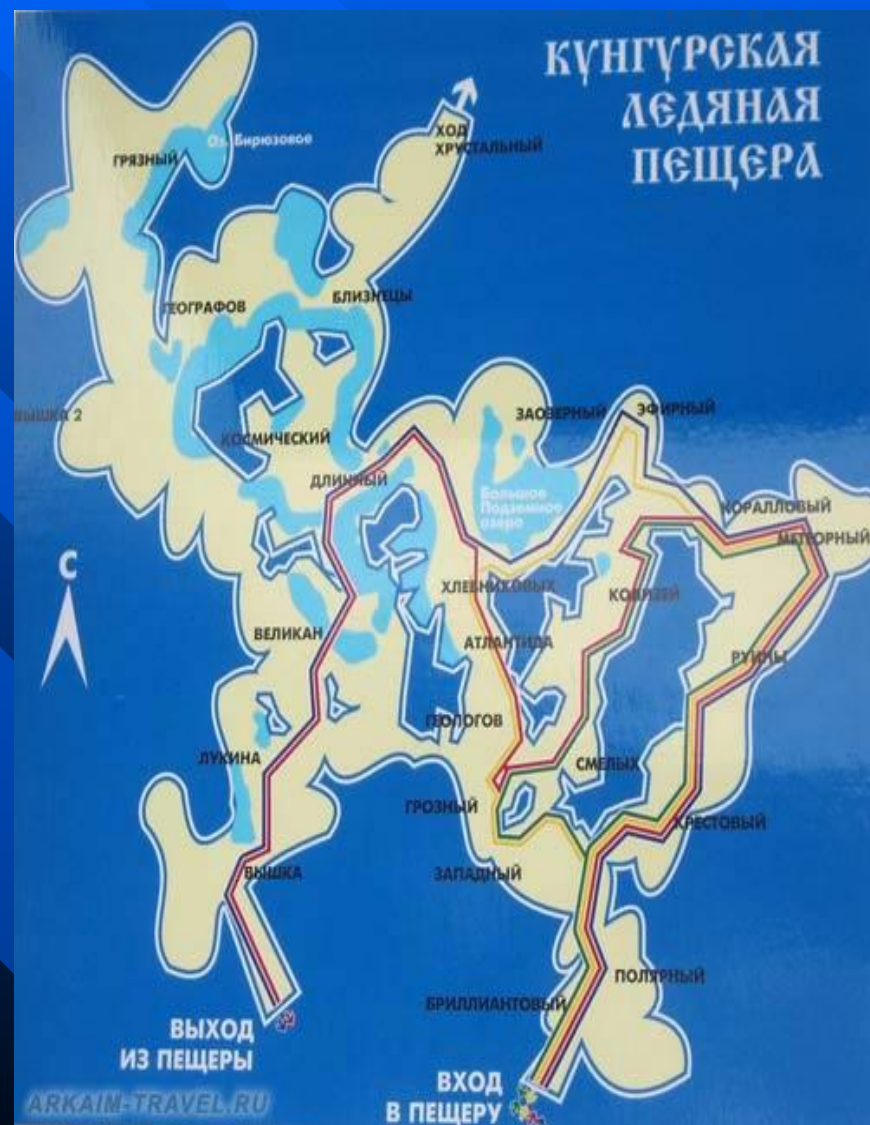 КУНГУРСКАЯ
ЛЕДЯНАЯ
ПЕЩЕРА
ХОД
ХРУСТАЛЬНЫЙ
Оз. Бирюзовое
ГРЯЗНЫЙ
БЛИЗНЕЦЫ
ГЕОГРАФОВ
ВЫШКА 2
ЗАОЗЕРНЫЙ
ЭФИРНЫЙ
КОСМИЧЕСКИЙ
ДЛИННЫЙ
Большое
Подземное
озеро
КОРАЛЛОВЫЙ
МЕТЕОРНЫЙ
С
ХЛЕБНИКОВЫХ
КОВИЗЕЙ
ВЕЛИКАН
АТЛАНТИДА
РУИНЫ
ГЕОЛОГОВ
ЛУКИНА
СМЕЛЫХ
ГРОЗНЫЙ
КРЕСТОВЫЙ
ВЫШКА
ЗАПАДНЫЙ
ПОЛЯРНЫЙ
БРИЛЛИАНТОВЫЙ
ВЫХОД
ИЗ ПЕЩЕРЫ
ВХОД
В ПЕЩЕРУ
ARKAIM-TRAVEL.RU